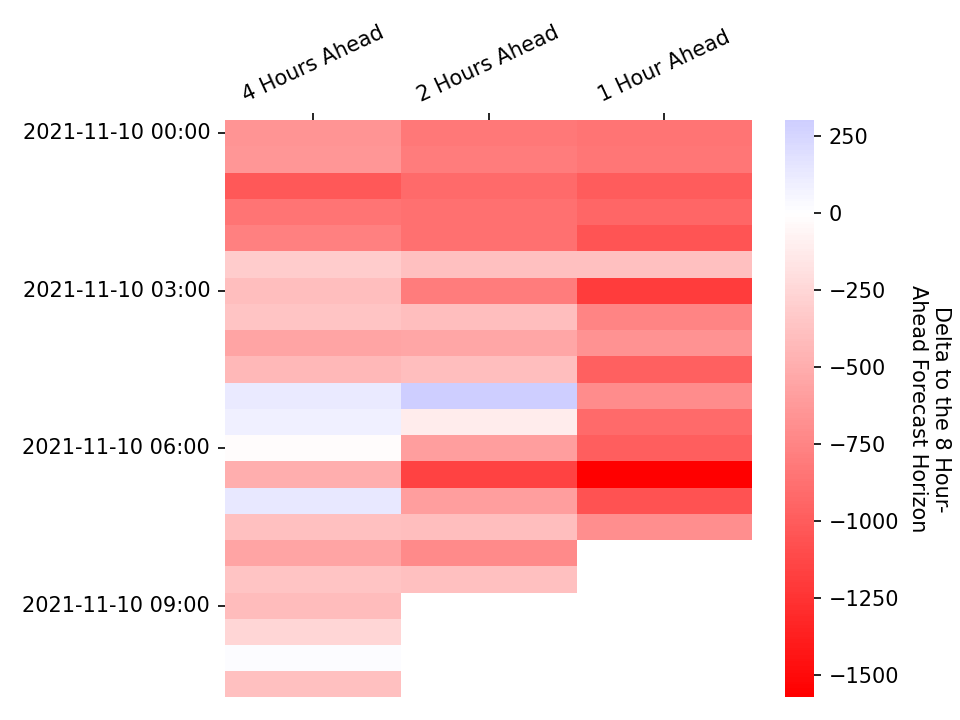 4 Hours Ahead
2 Hours Ahead
1 Hour Ahead
2021-11-10 00:00
2021-11-10 03:00
2021-11-10 06:00
2021-11-10 09:00
250
0
−250
−500
−750
−1000
−1250
−1500
Delta to the 8 Hour-
Ahead Forecast Horizon